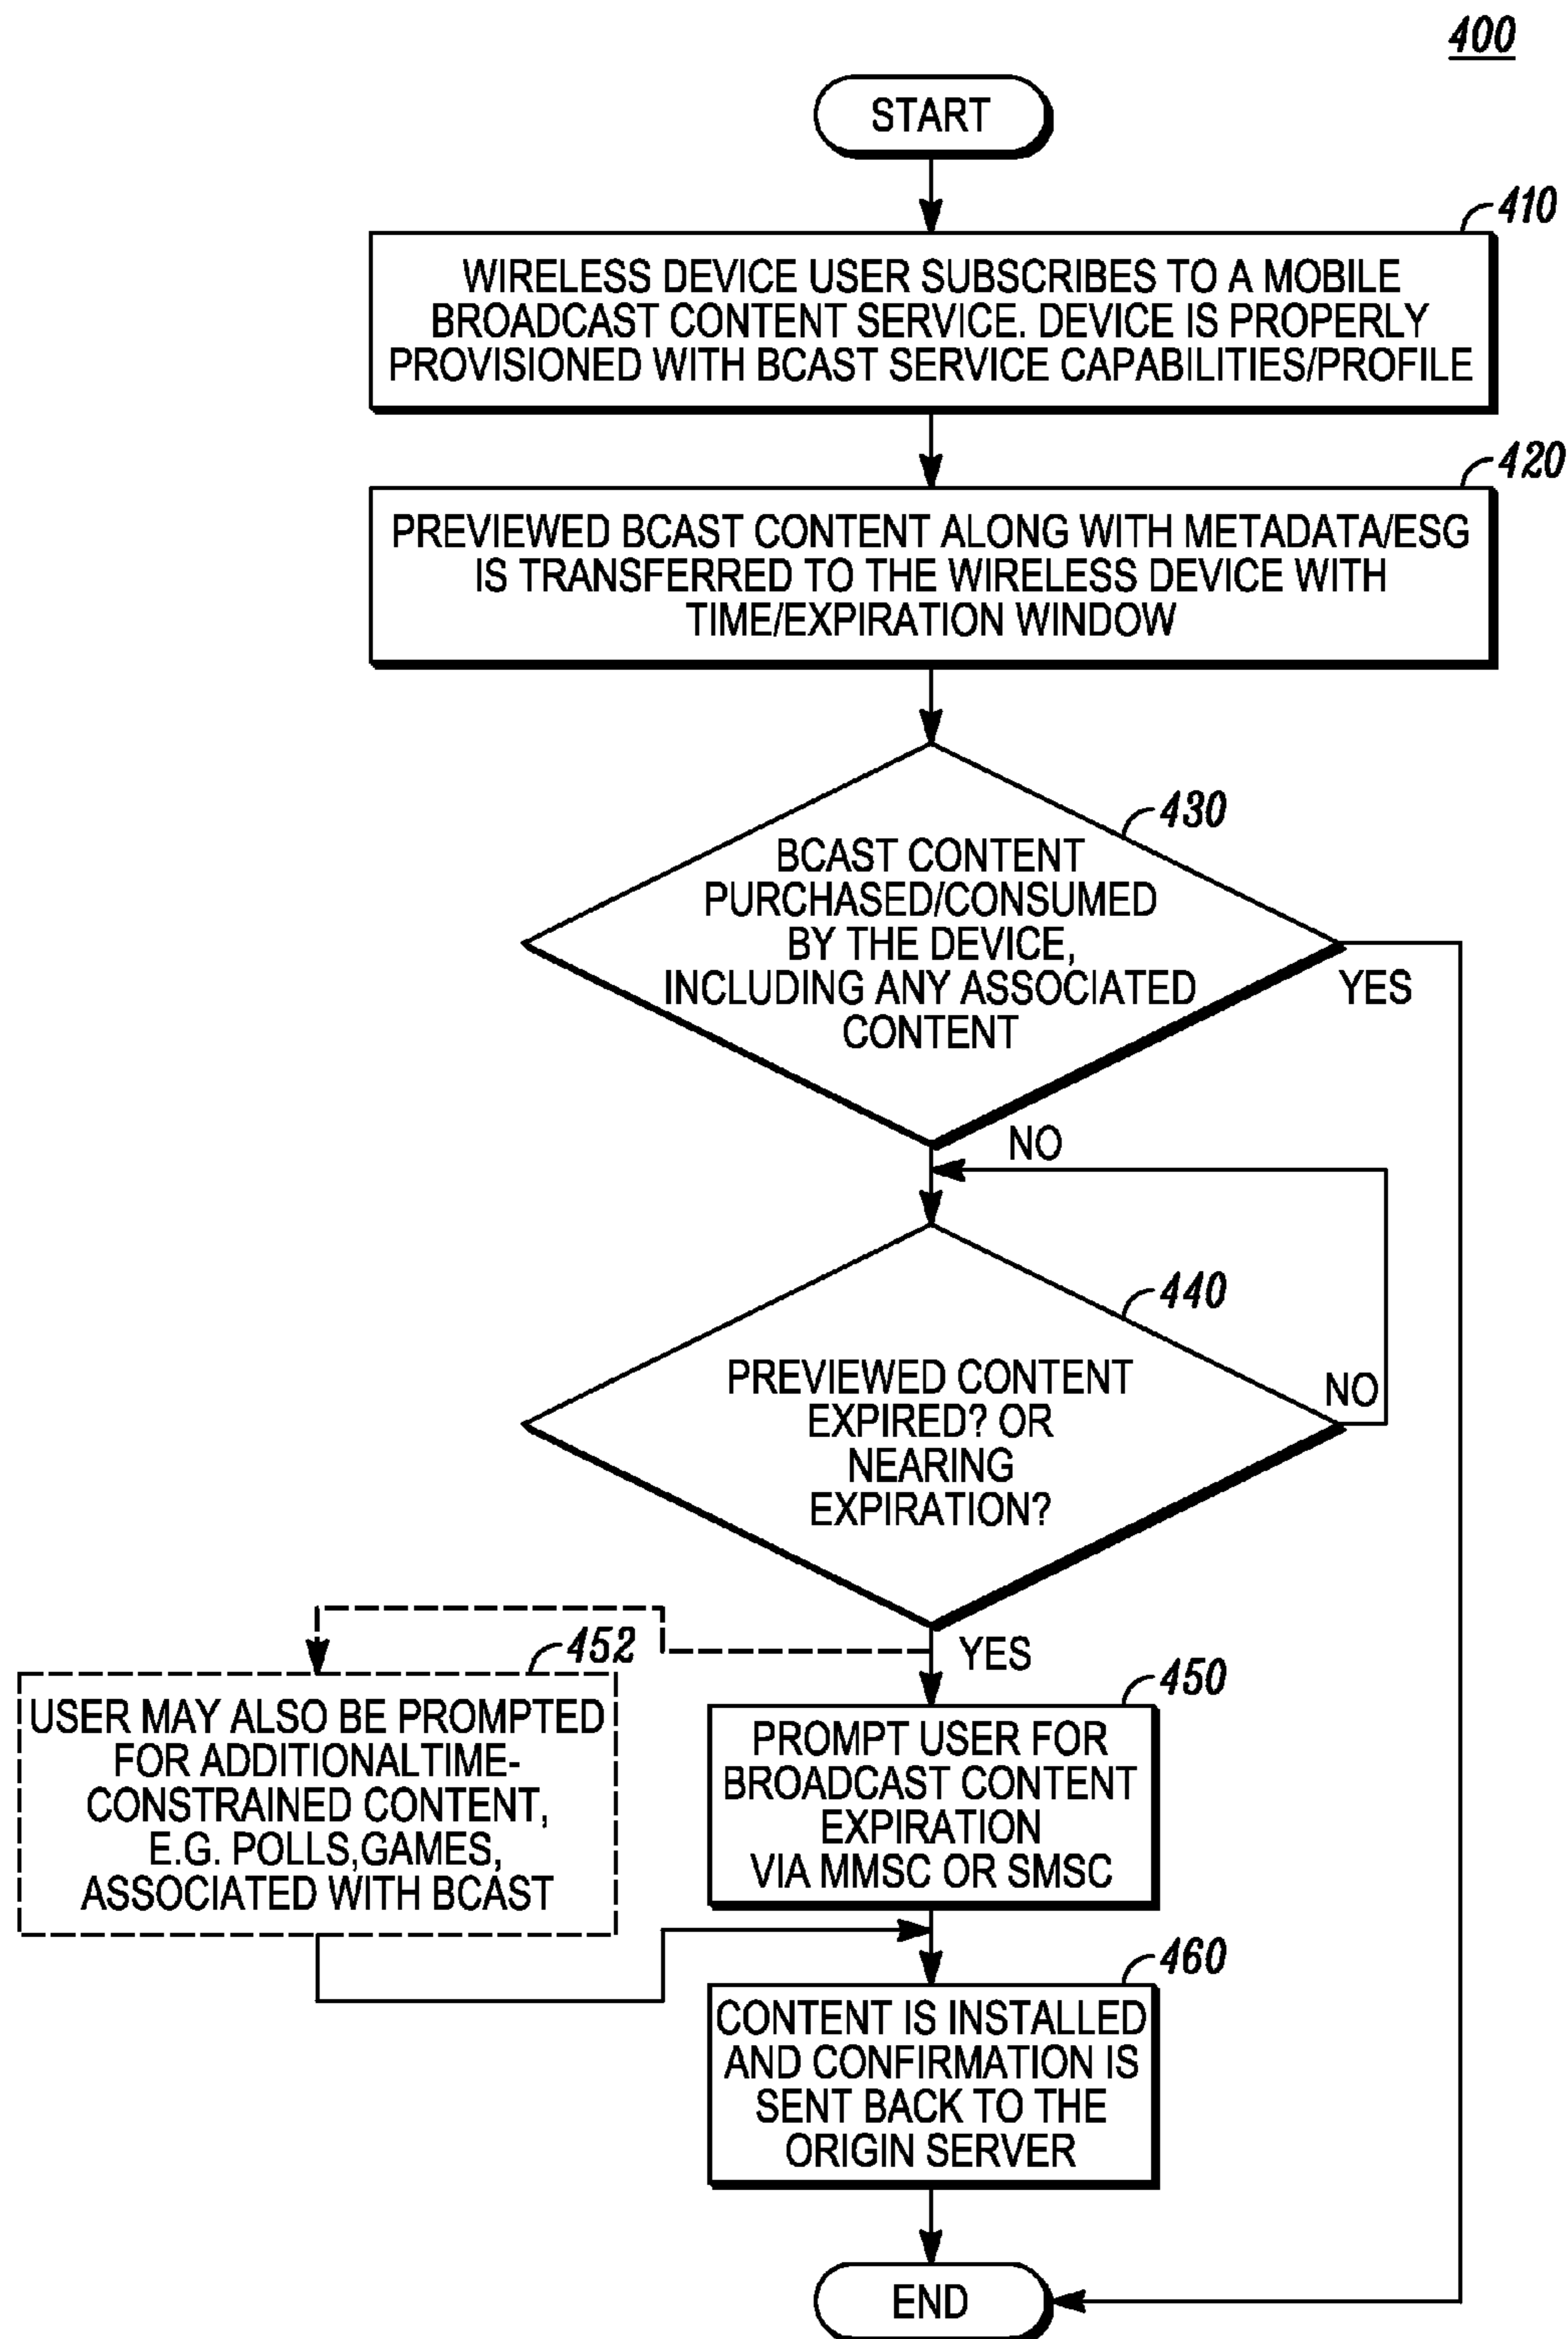 400
START
410
WIRELESS DEVICE USER SUBSCRIBES TO A MOBILE
BROADCAST CONTENT SERVICE. DEVICE IS PROPERLY
PROVISIONED WITH BCAST SERVICE CAPABILITIES/PROFILE
420
PREVIEWED BCAST CONTENT ALONG WITH METADATA/ESG
IS TRANSFERRED TO THE WIRELESS DEVICE WITH
TIME/EXPIRATION WINDOW
430
BCAST CONTENT
PURCHASED/CONSUMED
BY THE DEVICE,
INCLUDING ANY ASSOCIATED
CONTENT
YES
NO
440
PREVIEWED CONTENT
EXPIRED? OR
NEARING
EXPIRATION?
NO
YES
452
USER MAY ALSO BE PROMPTED
FOR ADDITIONALTIME-
CONSTRAINED CONTENT,
E.G. POLLS,GAMES,
ASSOCIATED WITH BCAST
450
PROMPT USER FOR
BROADCAST CONTENT
EXPIRATION
VIA MMSC OR SMSC
460
CONTENT IS INSTALLED
AND CONFIRMATION IS
SENT BACK TO THE
ORIGIN SERVER
END